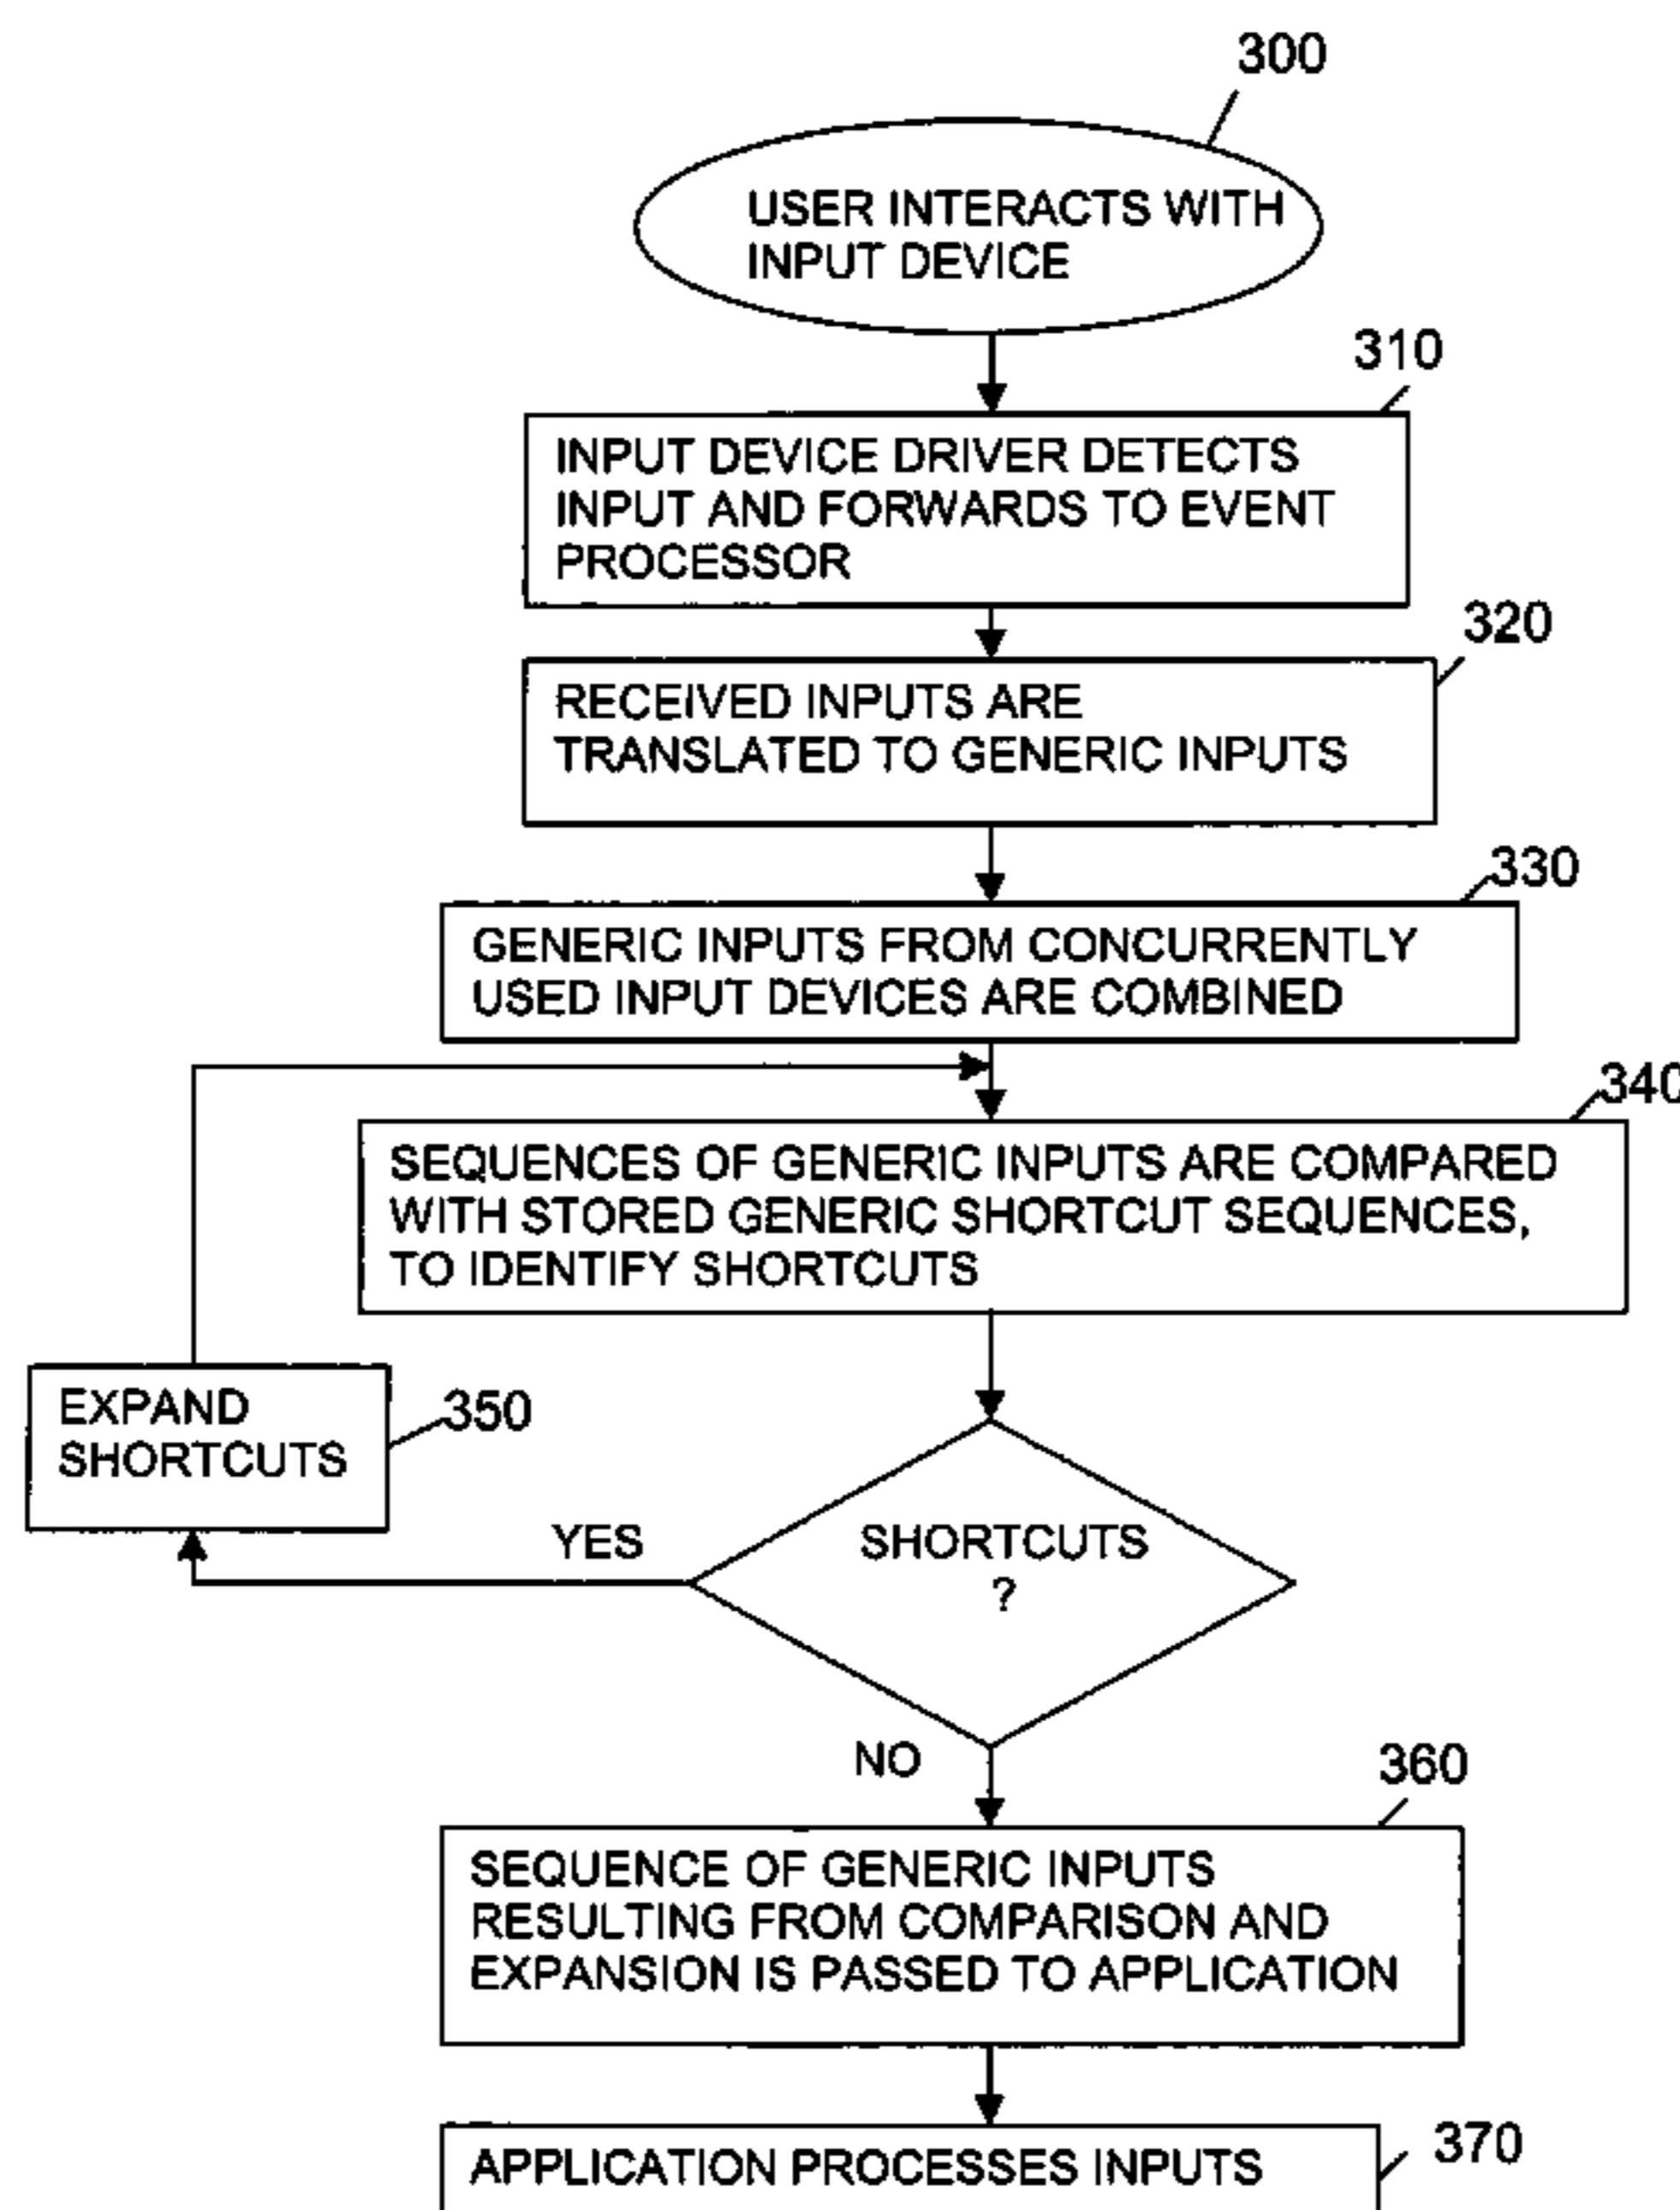 300
USER INTERACTS WITH
INPUT DEVICE
310
INPUT DEVICE DRIVER DETECTS
INPUT AND FORWARDS TO EVENT
PROCESSOR
320
RECEIVED INPUTS ARE
TRANSLATED TO GENERIC INPUTS
330
GENERIC INPUTS FROM CONCURRENTLY
USED INPUT DEVICES ARE COMBINED
340
SEQUENCES OF GENERIC INPUTS ARE COMPARED
WITH STORED GENERIC SHORTCUT SEQUENCES,
TO IDENTIFY SHORTCUTS
EXPAND
SHORTCUTS
350
YES
SHORTCUTS
?
NO
360
SEQUENCE OF GENERIC INPUTS
RESULTING FROM COMPARISON AND
EXPANSION IS PASSED TO APPLICATION
370
APPLICATION PROCESSES INPUTS